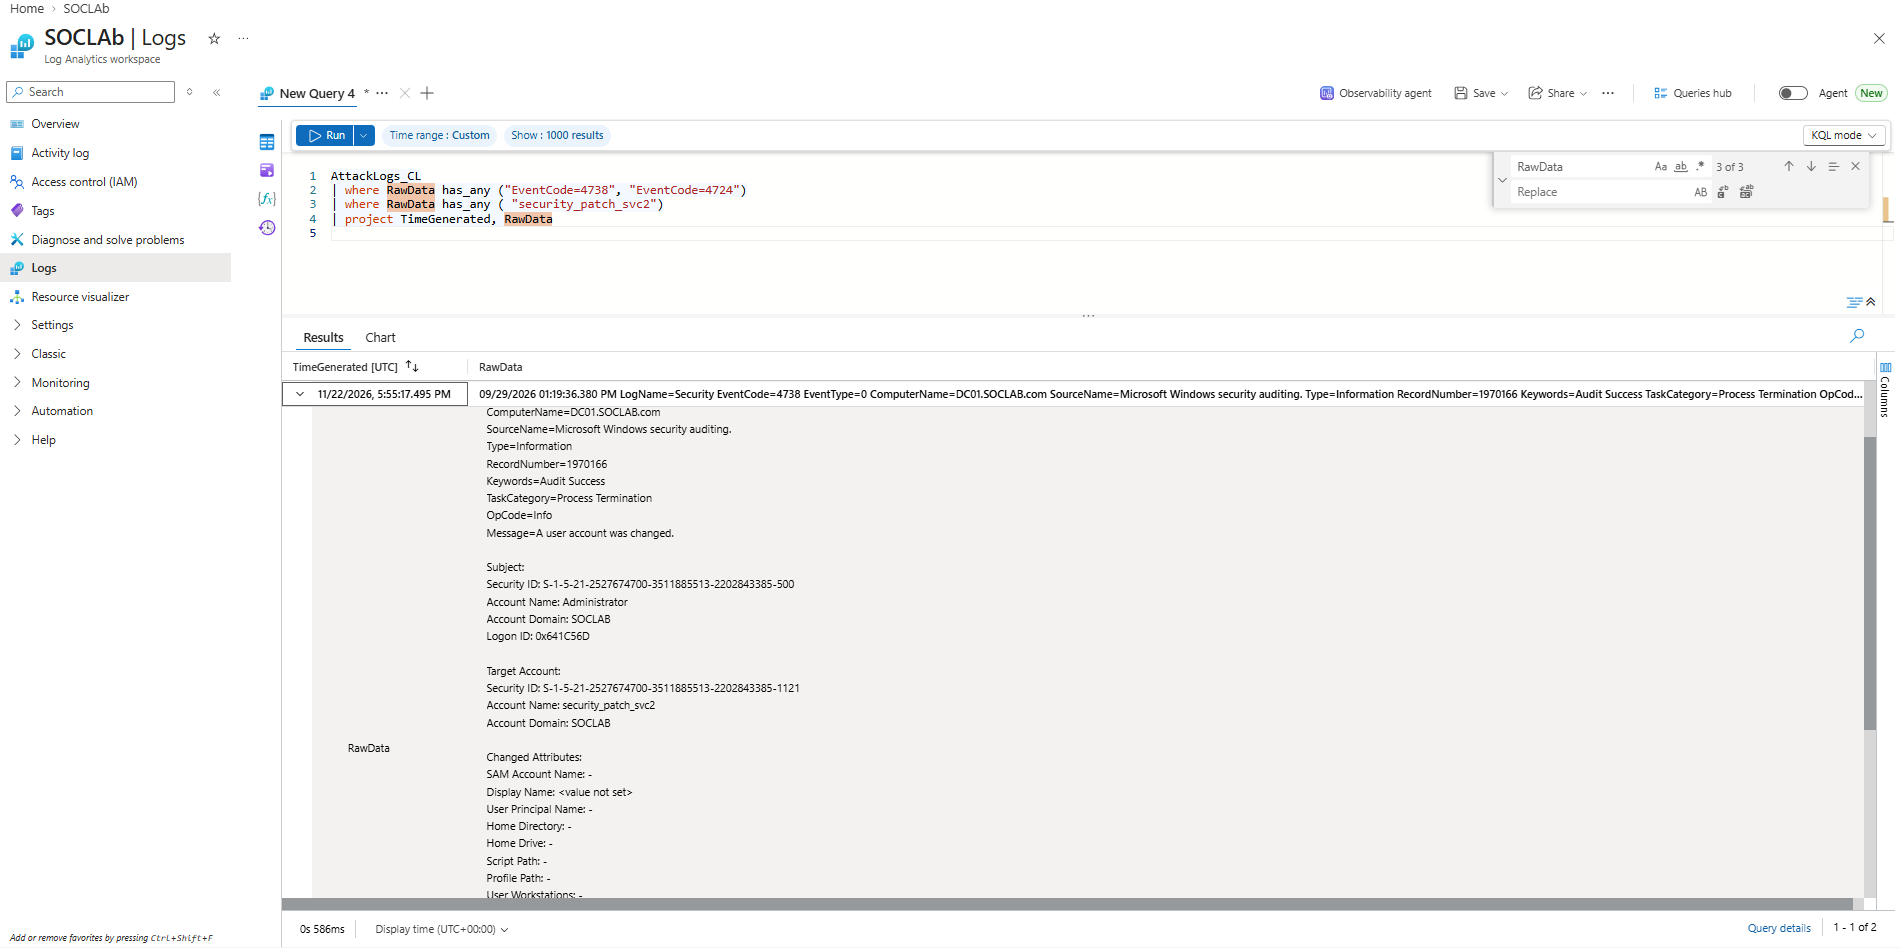 Home > SOCLAb
SOCLAb | Logs
Log Analytics workspace
Search
Overview
Activity log
Access control (IAM)
Tags
Diagnose and solve problems
Logs
Resource visualizer
Settings
Classic
Monitoring
Automation
Help
Add or remove favorites by pressing Ctrl+Shift+F
New Query 4 *
Observability agent
Save
Share
Queries hub
Agent New
Run
Time range : Custom
Show : 1000 results
KQL mode
1 AttackLogs_CL
2 | where RawData has_any ("EventCode=4738", "EventCode=4724")
3 | where RawData has_any ( "security_patch_svc2")
4 | project TimeGenerated, RawData
5
RawData Aa ab .* 3 of 3
Replace AB
Results Chart
TimeGenerated [UTC] RawData
11/22/2026, 5:55:17.495 PM 09/29/2026 01:19:36.380 PM LogName=Security EventCode=4738 EventType=0 ComputerName=DC01.SOCLAB.com SourceName=Microsoft Windows security auditing. Type=Information RecordNumber=1970166 Keywords=Audit Success TaskCategory=Process Termination OpCod...
RawData
ComputerName=DC01.SOCLAB.com
SourceName=Microsoft Windows security auditing.
Type=Information
RecordNumber=1970166
Keywords=Audit Success
TaskCategory=Process Termination
OpCode=Info
Message=A user account was changed.
Subject:
Security ID: S-1-5-21-2527674700-3511885513-2202843385-500
Account Name: Administrator
Account Domain: SOCLAB
Logon ID: 0x641C56D
Target Account:
Security ID: S-1-5-21-2527674700-3511885513-2202843385-1121
Account Name: security_patch_svc2
Account Domain: SOCLAB
Changed Attributes:
SAM Account Name: -
Display Name: <value not set>
User Principal Name: -
Home Directory: -
Home Drive: -
Script Path: -
Profile Path: -
User Workstations: -
Columns
0s 586ms
Display time (UTC+00:00)
Query details
1 - 1 of 2